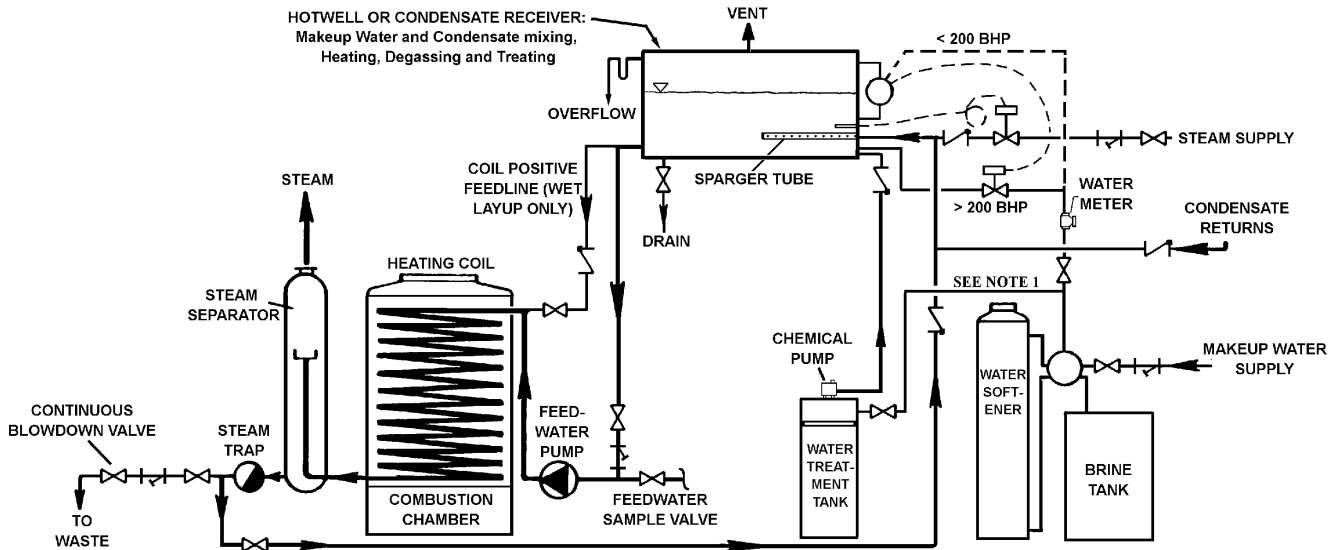 HOTWELL OR CONDENSATE RECEIVER:
Makeup Water and Condensate mixing,
Heating, Degassing and Treating
VENT
< 200 BHP
OVERFLOW
STEAM SUPPLY
SPARGER TUBE
COIL POSITIVE
FEEDLINE (WET
LAYUP ONLY)
STEAM
> 200 BHP
WATER
METER
DRAIN
CONDENSATE
RETURNS
HEATING COIL
SEE NOTE 1
STEAM
SEPARATOR
CHEMICAL
PUMP
MAKEUP WATER
SUPPLY
WATER
SOFT-
ENER
CONTINUOUS
BLOWDOWN VALVE
STEAM
TRAP
FEED-
WATER
PUMP
WATER
TREAT-
MENT
TANK
BRINE
TANK
COMBUSTION
CHAMBER
FEEDWATER
SAMPLE VALVE
TO
WASTE